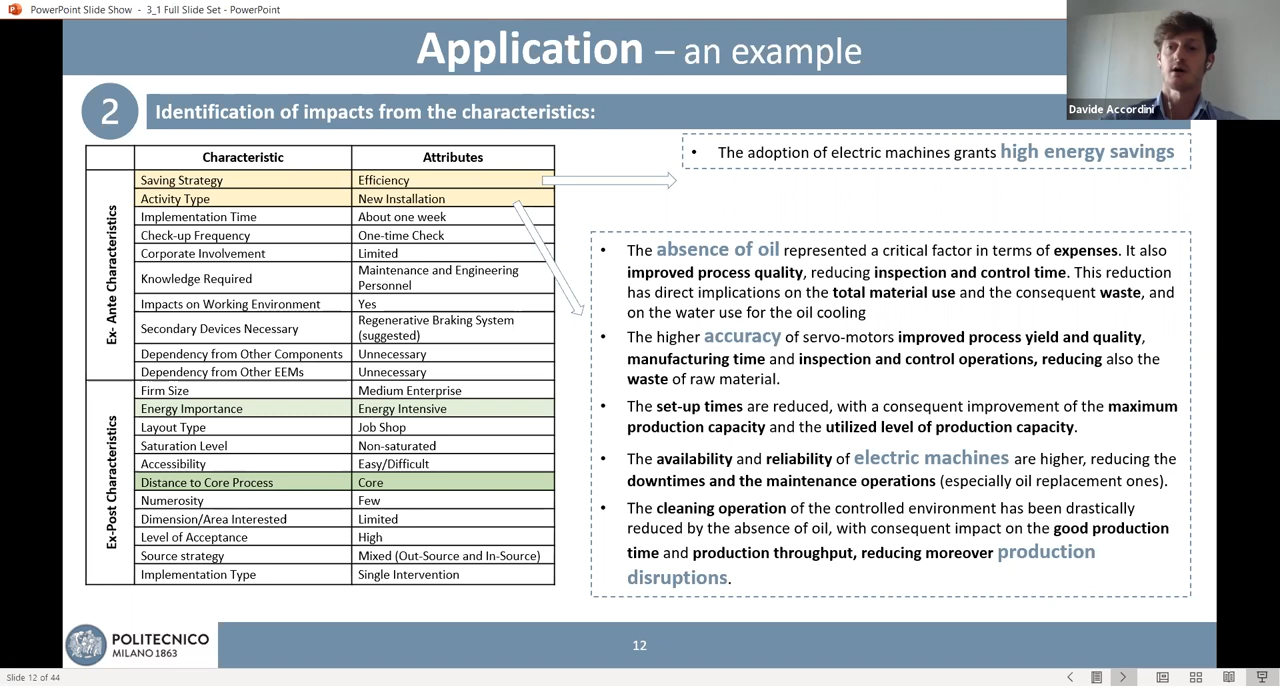 PowerPoint Slide Show - 3_1 Full Slide Set - PowerPoint
Application – an example
Davide Accordini
2
Identification of impacts from the characteristics:
Characteristic Attributes
Ex- Ante Characteristics
Saving Strategy Efficiency
Activity Type New Installation
Implementation Time About one week
Check-up Frequency One-time Check
Corporate Involvement Limited
Knowledge Required Maintenance and Engineering
Personnel
Impacts on Working Environment Yes
Secondary Devices Necessary Regenerative Braking System
(suggested)
Dependency from Other Components Unnecessary
Dependency from Other EEMs Unnecessary
Ex-Post Characteristics
Firm Size Medium Enterprise
Energy Importance Energy Intensive
Layout Type Job Shop
Saturation Level Non-saturated
Accessibility Easy/Difficult
Distance to Core Process Core
Numerosity Few
Dimension/Area Interested Limited
Level of Acceptance High
Source strategy Mixed (Out-Source and In-Source)
Implementation Type Single Intervention
• The adoption of electric machines grants high energy savings
• The absence of oil represented a critical factor in terms of expenses. It also
improved process quality, reducing inspection and control time. This reduction
has direct implications on the total material use and the consequent waste, and
on the water use for the oil cooling
• The higher accuracy of servo-motors improved process yield and quality,
manufacturing time and inspection and control operations, reducing also the
waste of raw material.
• The set-up times are reduced, with a consequent improvement of the maximum
production capacity and the utilized level of production capacity.
• The availability and reliability of electric machines are higher, reducing the
downtimes and the maintenance operations (especially oil replacement ones).
• The cleaning operation of the controlled environment has been drastically
reduced by the absence of oil, with consequent impact on the good production
time and production throughput, reducing moreover production
disruptions.
POLITECNICO
MILANO 1863
12
Slide 12 of 44